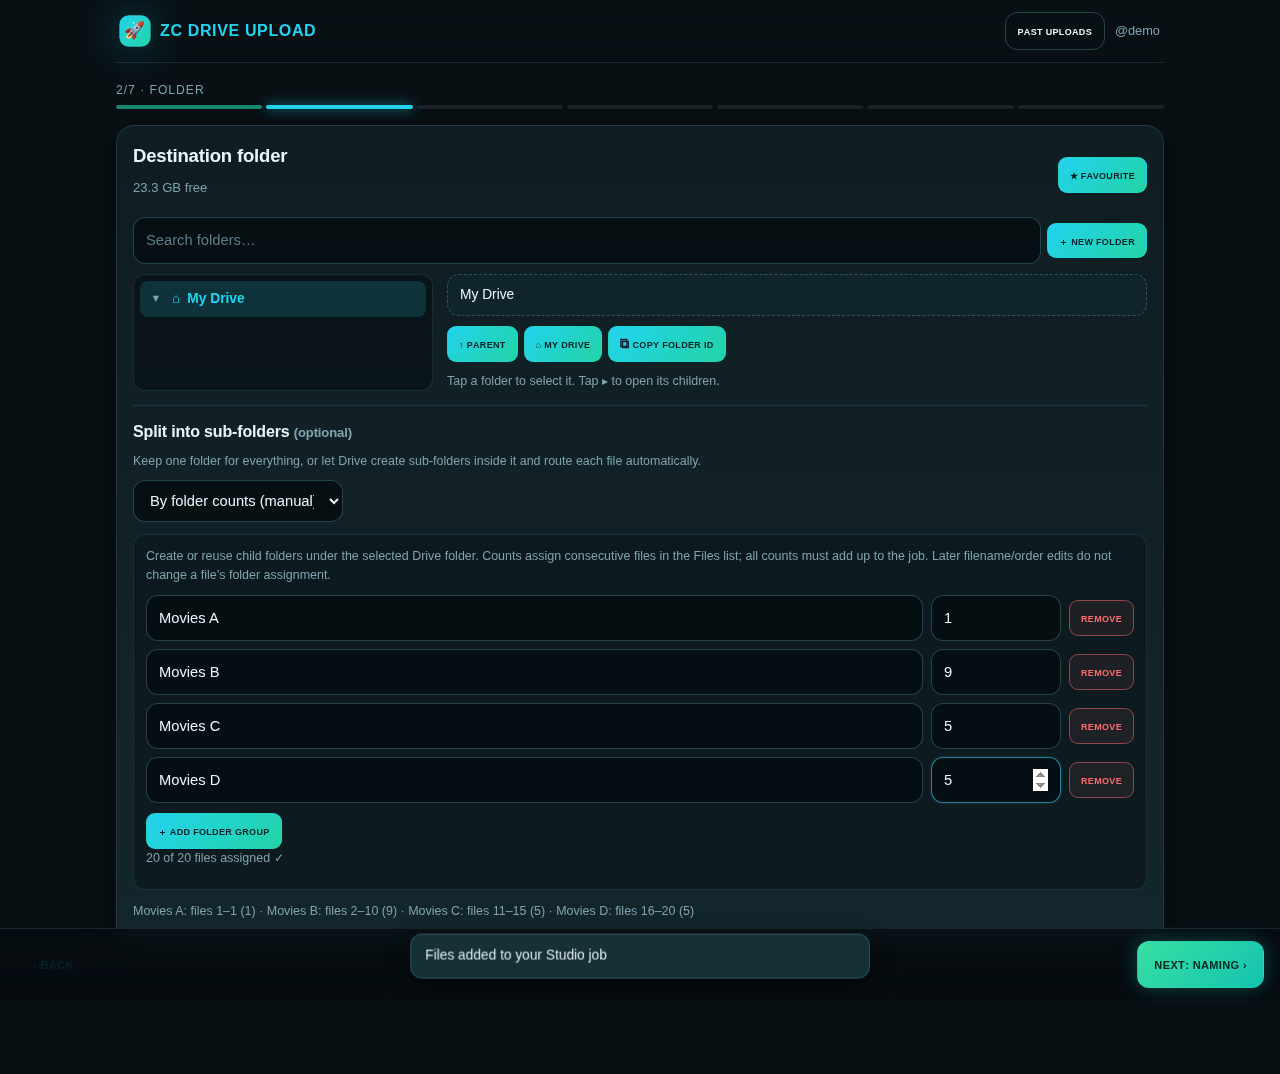 🚀 ZC DRIVE UPLOAD
PAST UPLOADS
@demo
2/7 · FOLDER
Destination folder
23.3 GB free
★ FAVOURITE
Search folders…
＋ NEW FOLDER
▾ ⌂ My Drive
My Drive
↑ PARENT
⌂ MY DRIVE
⧉ COPY FOLDER ID
Tap a folder to select it. Tap ▸ to open its children.
Split into sub-folders (optional)
Keep one folder for everything, or let Drive create sub-folders inside it and route each file automatically.
By folder counts (manual)
Create or reuse child folders under the selected Drive folder. Counts assign consecutive files in the Files list; all counts must add up to the job. Later filename/order edits do not
change a file's folder assignment.
Movies A 1 REMOVE
Movies B 9 REMOVE
Movies C 5 REMOVE
Movies D 5 REMOVE
＋ ADD FOLDER GROUP
20 of 20 files assigned ✓
Movies A: files 1–1 (1) · Movies B: files 2–10 (9) · Movies C: files 11–15 (5) · Movies D: files 16–20 (5)
‹ BACK
Files added to your Studio job
NEXT: NAMING ›